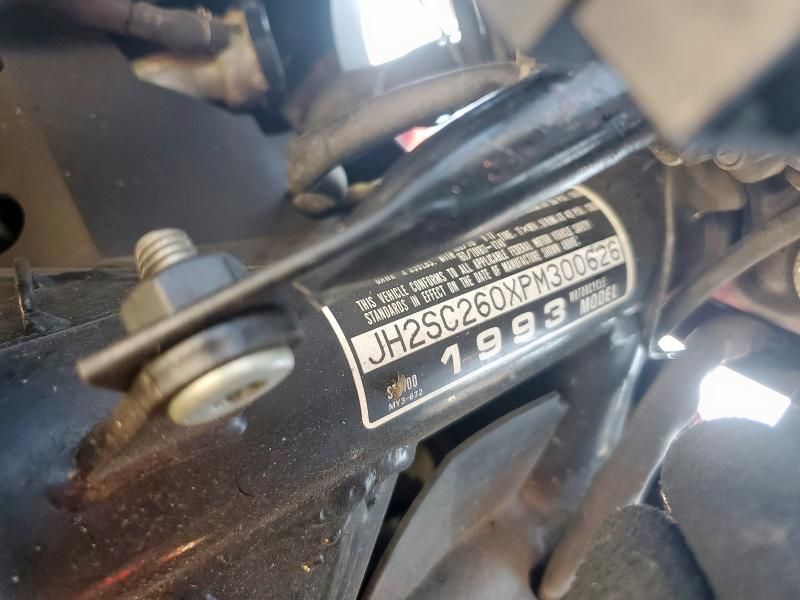 THIS VEHICLE CONFORMS TO ALL APPLICABLE FEDERAL MOTOR VEHICLE SAFETY
STANDARDS IN EFFECT ON THE DATE OF MANUFACTURE SHOWN ABOVE.
JH2SC260XPM300626
1993 MOTORCYCLE
MODEL
MY3-672